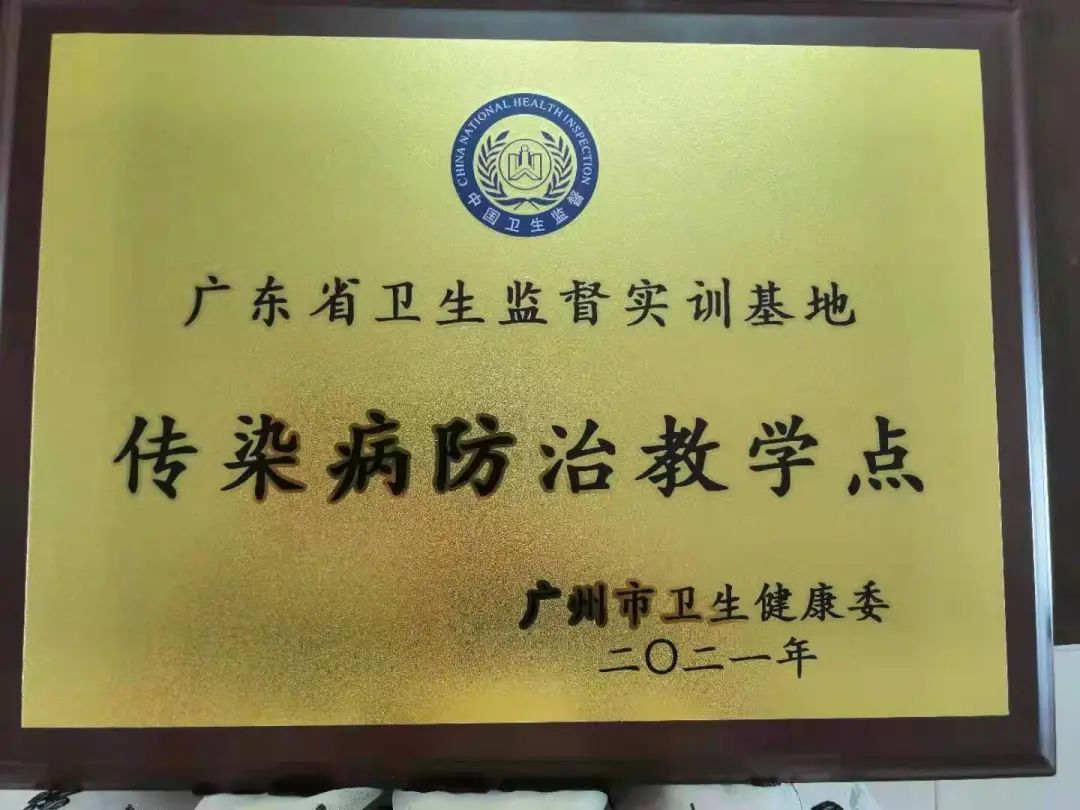 CHINA NATIONAL HEALTH INSPECTION
中国卫生监督
广东省卫生监督实训基地
传染病防治教学点
广州市卫生健康委
二〇二一年